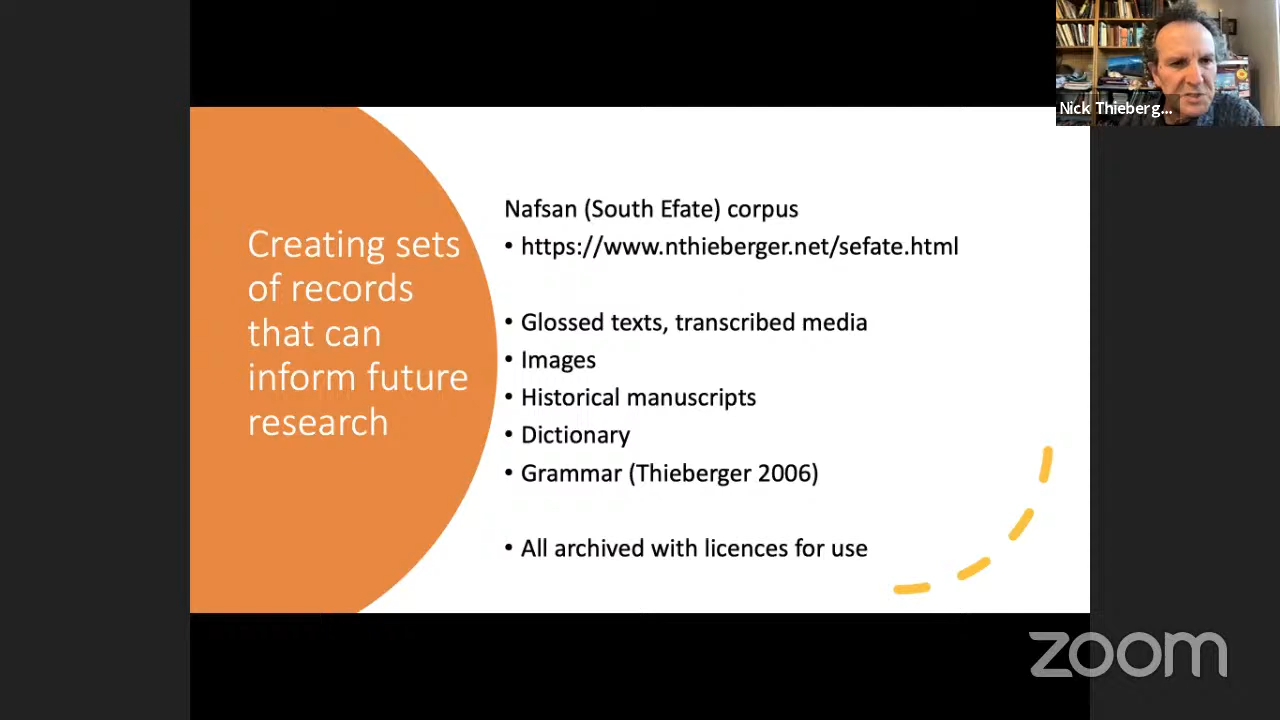 Nick Thieberg...
Creating sets
of records
that can
inform future
research
Nafsan (South Efate) corpus
• https://www.nthieberger.net/sefate.html
• Glossed texts, transcribed media
• Images
• Historical manuscripts
• Dictionary
• Grammar (Thieberger 2006)
• All archived with licences for use
zoom